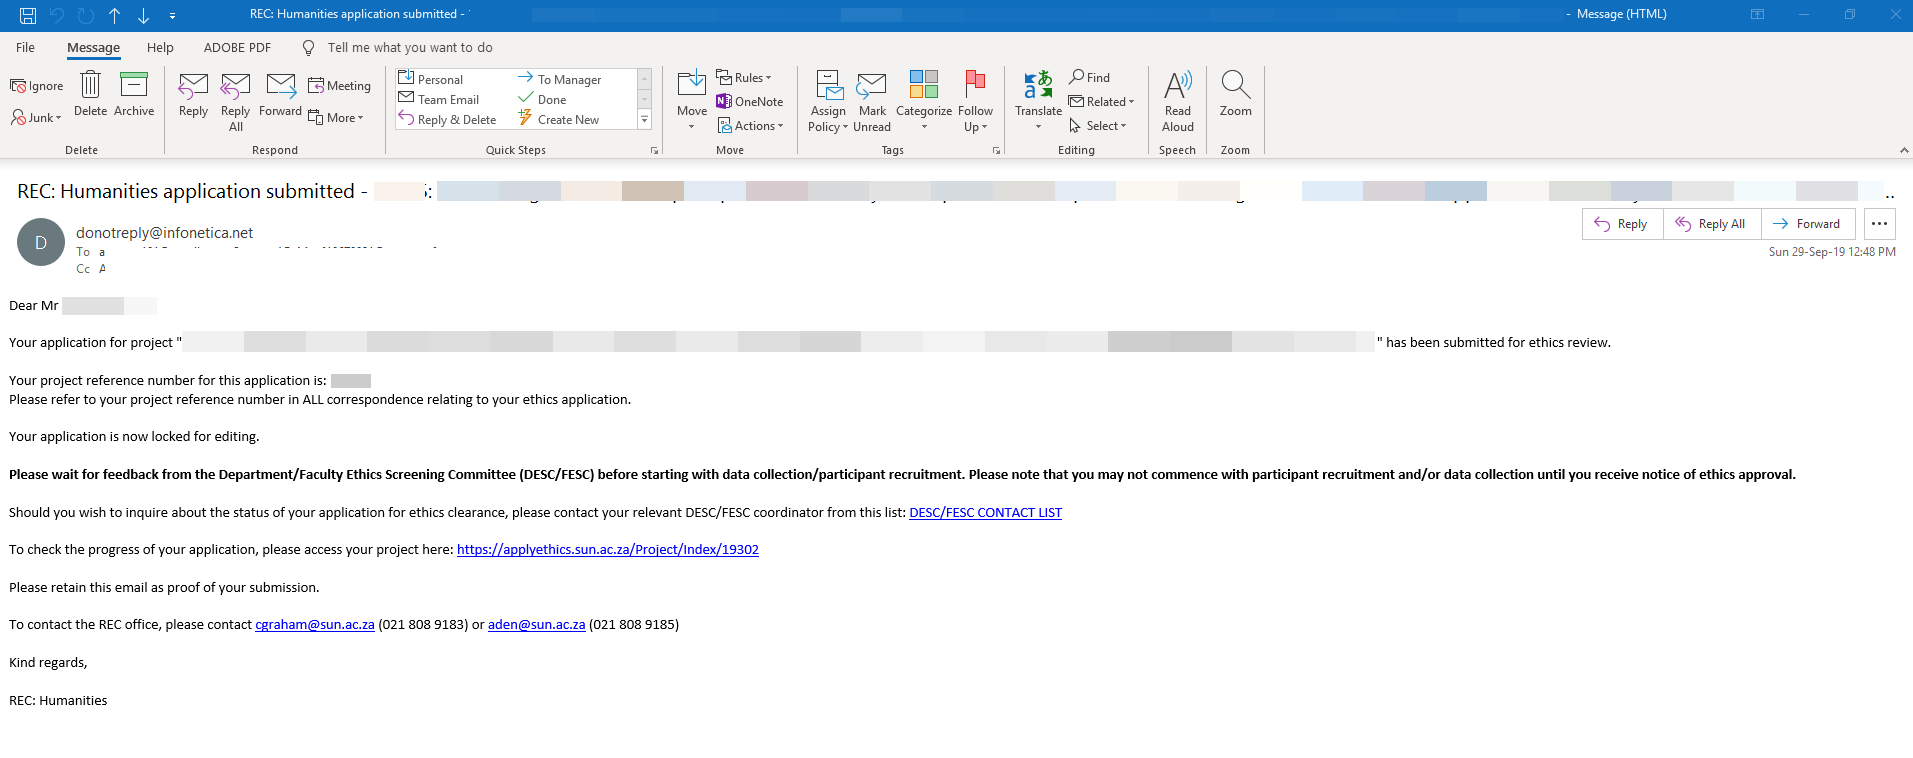 REC: Humanities application submitted -
- Message (HTML)
File Message Help ADOBE PDF Tell me what you want to do
Ignore
Junk
Delete
Archive
Delete
Reply
Reply All
Forward
Meeting
More
Respond
Personal
Team Email
Reply & Delete
To Manager
Done
Create New
Quick Steps
Move
Rules
OneNote
Actions
Move
Assign Policy
Mark Unread
Categorize
Follow Up
Tags
Translate
Find
Related
Select
Editing
Read Aloud
Speech
Zoom
Zoom
REC: Humanities application submitted -
D
donotreply@infonetica.net
To
Cc
Reply Reply All Forward ...
Sun 29-Sep-19 12:48 PM
Dear Mr
Your application for project " " has been submitted for ethics review.
Your project reference number for this application is:
Please refer to your project reference number in ALL correspondence relating to your ethics application.
Your application is now locked for editing.
Please wait for feedback from the Department/Faculty Ethics Screening Committee (DESC/FESC) before starting with data collection/participant recruitment. Please note that you may not commence with participant recruitment and/or data collection until you receive notice of ethics approval.
Should you wish to inquire about the status of your application for ethics clearance, please contact your relevant DESC/FESC coordinator from this list: DESC/FESC CONTACT LIST
To check the progress of your application, please access your project here: https://applyethics.sun.ac.za/Project/Index/19302
Please retain this email as proof of your submission.
To contact the REC office, please contact cgraham@sun.ac.za (021 808 9183) or aden@sun.ac.za (021 808 9185)
Kind regards,
REC: Humanities